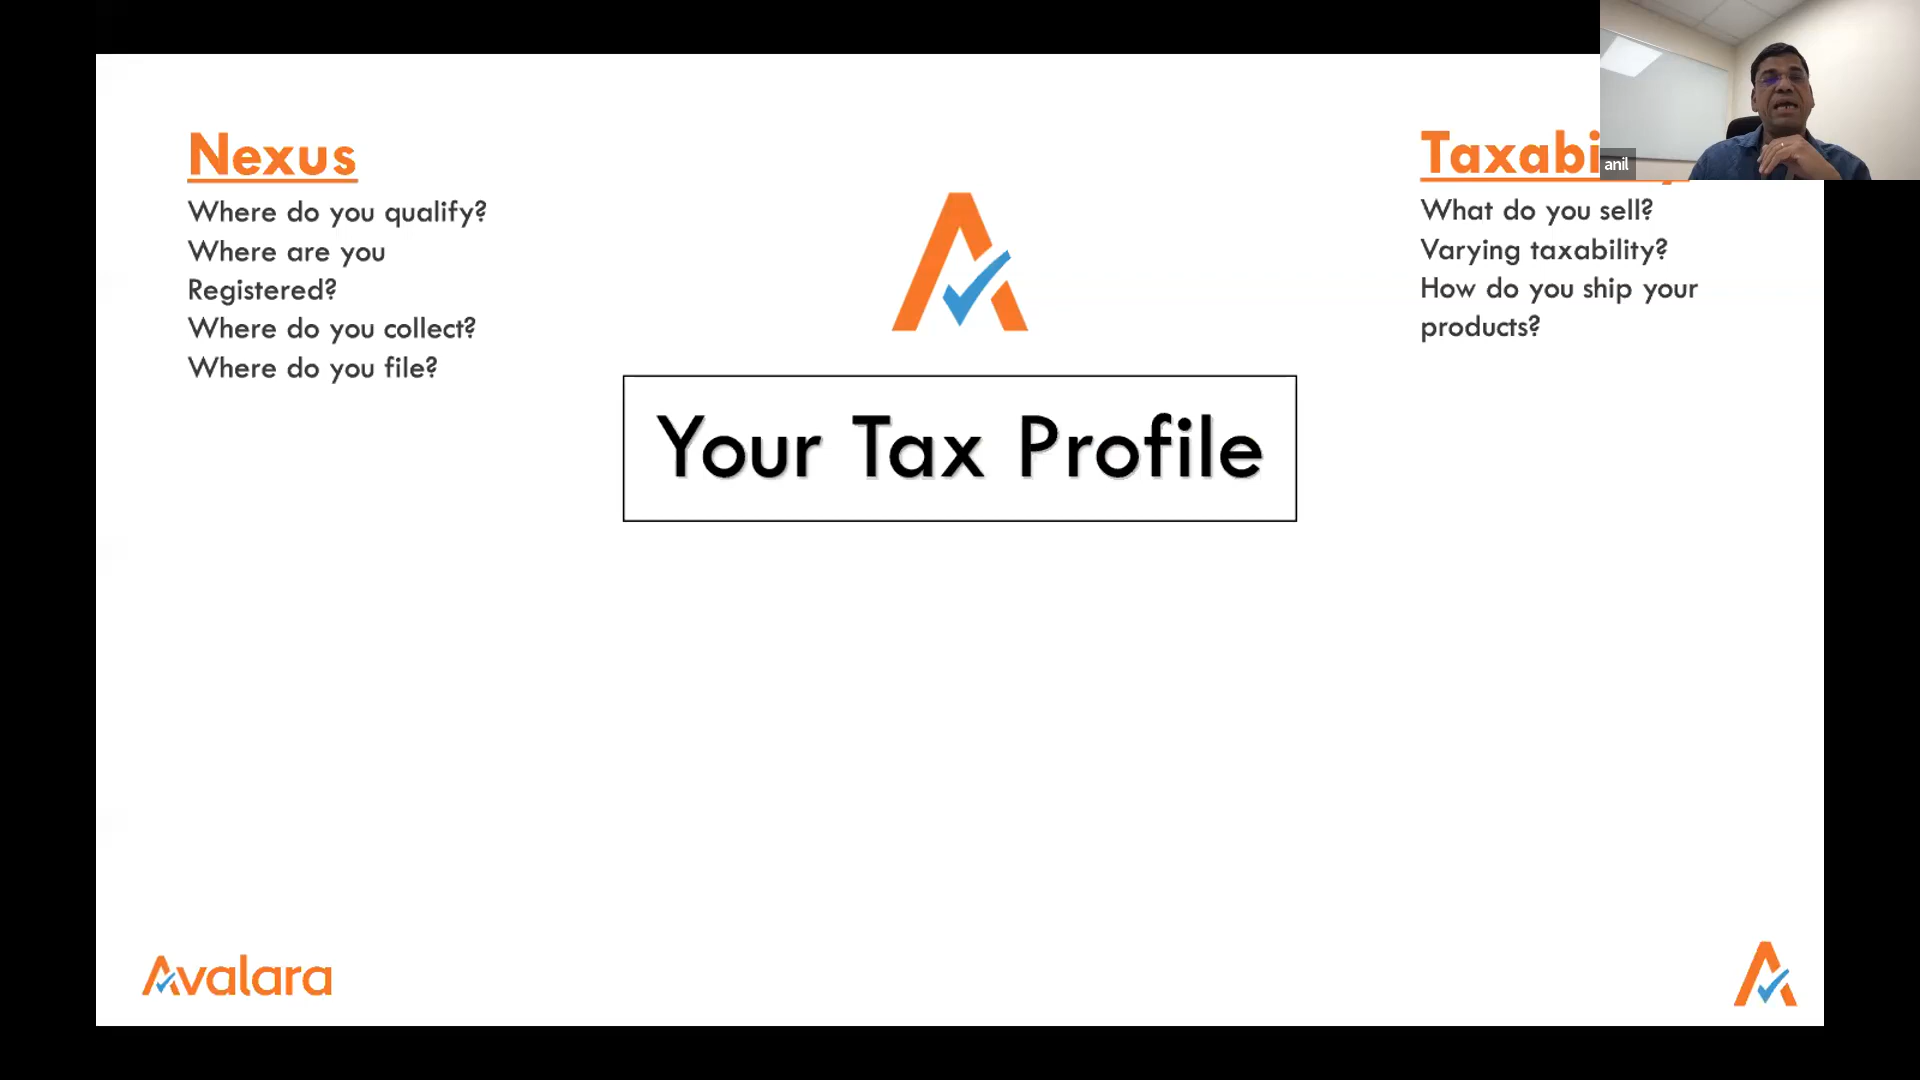 Nexus
Where do you qualify?
Where are you
Registered?
Where do you collect?
Where do you file?
Your Tax Profile
What do you sell?
Varying taxability?
How do you ship your
products?
anil
Avalara